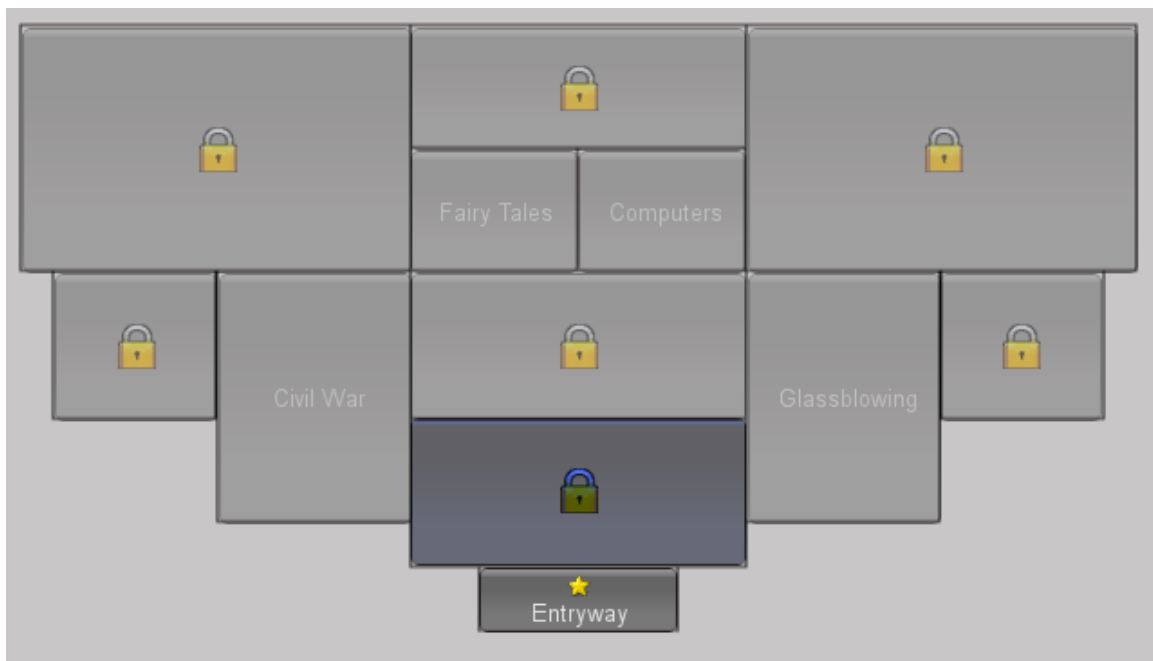 Fairy Tales
Computers
Civil War
Glassblowing
Entryway